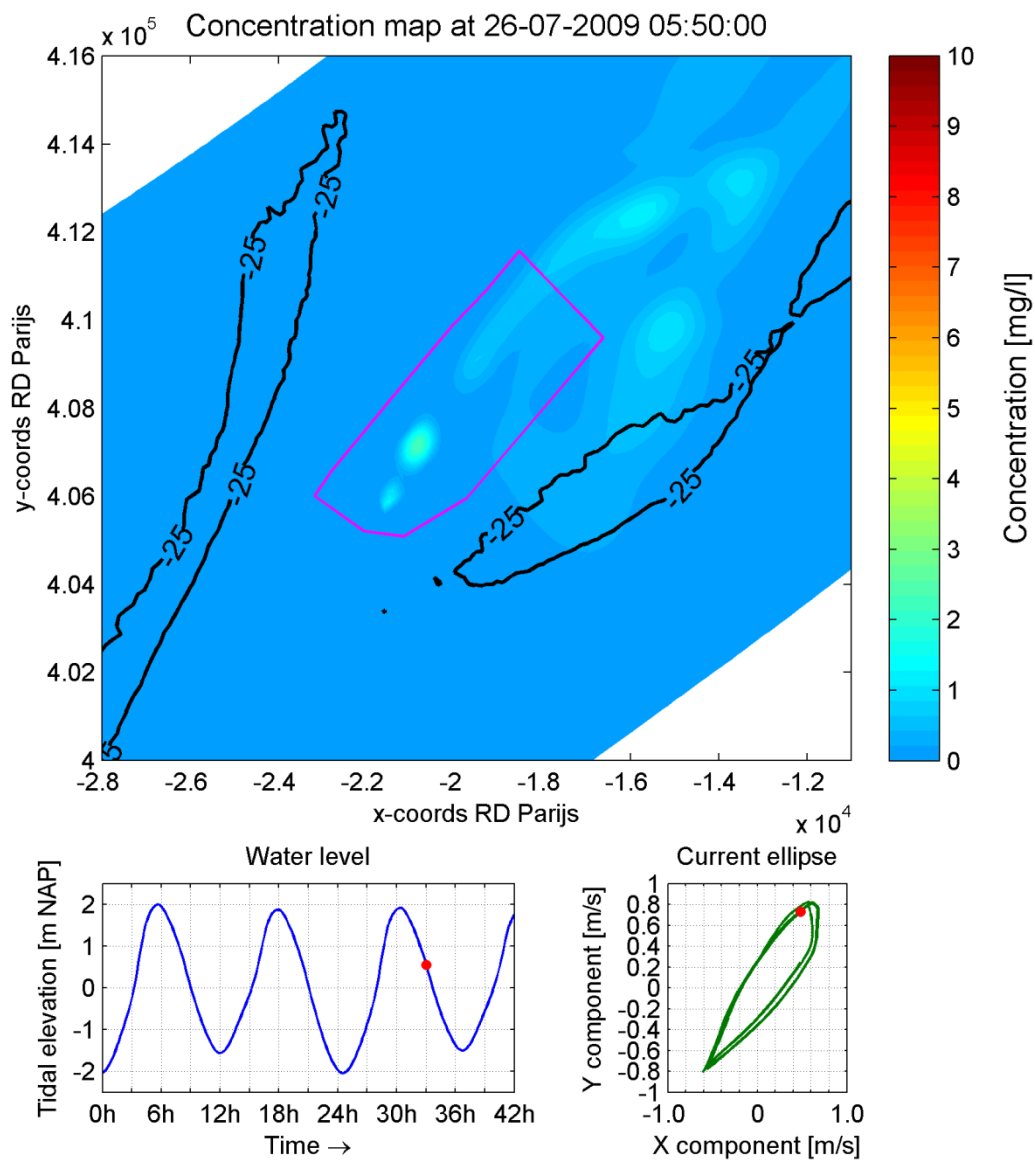 x 10^5
Concentration map at 26-07-2009 05:50:00
4.16
4.14
4.12
4.1
4.08
4.06
4.04
4.02
4
y-coords RD Parijs
-25
-25
-25
-25
-25
-25
-25
-25
5
-2.8
-2.6
-2.4
-2.2
-2
-1.8
-1.6
-1.4
-1.2
x-coords RD Parijs
x 10^4
10
9
8
7
6
5
4
3
2
1
0
Concentration [mg/l]
Water level
Tidal elevation [m NAP]
2
1
0
-1
-2
0h
6h
12h
18h
24h
30h
36h
42h
Time →
Current ellipse
Y component [m/s]
1
0.8
0.6
0.4
0.2
0
-0.2
-0.4
-0.6
-0.8
-1
-1.0
0
1.0
X component [m/s]